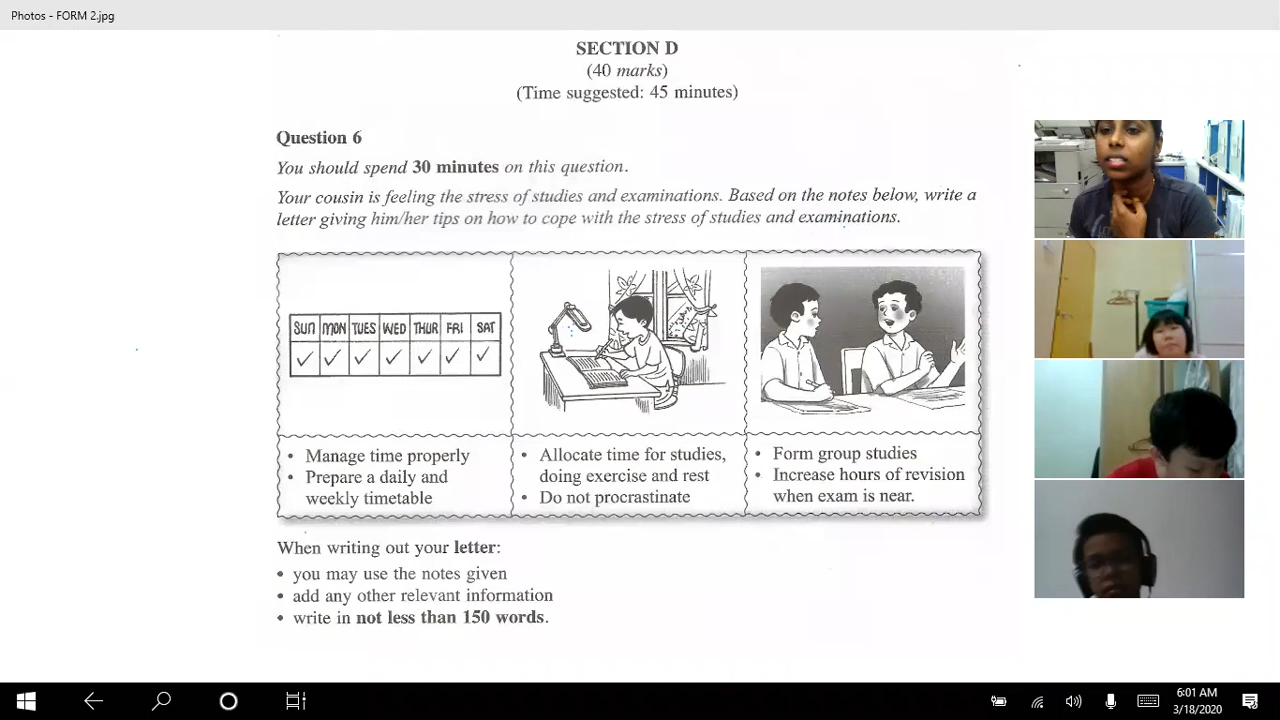 Photos - FORM 2.jpg
SECTION D
(40 marks)
(Time suggested: 45 minutes)
Question 6
You should spend 30 minutes on this question.
Your cousin is feeling the stress of studies and examinations. Based on the notes below, write a
letter giving him/her tips on how to cope with the stress of studies and examinations.
SUN MON TUES WED THUR FRI SAT
• Manage time properly
• Prepare a daily and
weekly timetable
• Allocate time for studies,
doing exercise and rest
• Do not procrastinate
• Form group studies
• Increase hours of revision
when exam is near.
When writing out your letter:
• you may use the notes given
• add any other relevant information
• write in not less than 150 words.
6:01 AM
3/18/2020